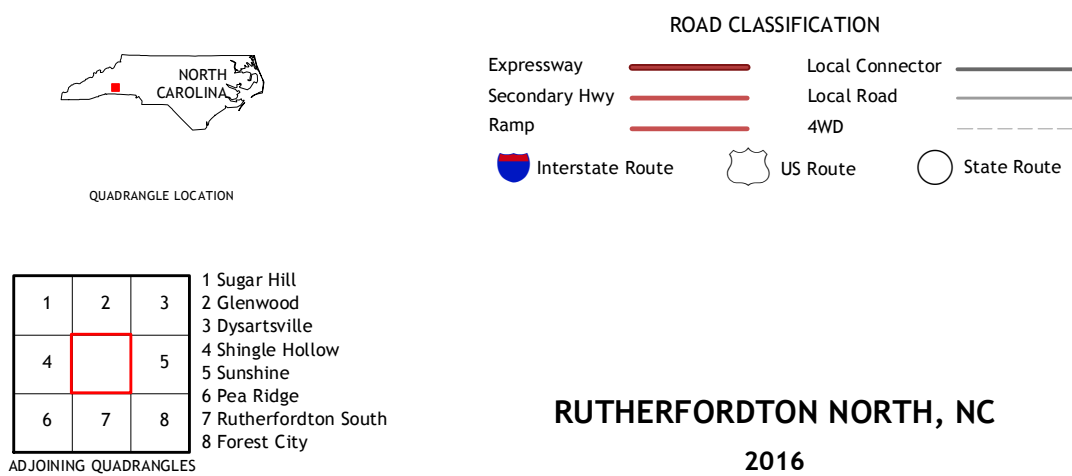 NORTH
CAROLINA
QUADRANGLE LOCATION
ROAD CLASSIFICATION
Expressway
Secondary Hwy
Ramp
Local Connector
Local Road
4WD
Interstate Route
US Route
State Route
1 2 3
4 5
6 7 8
1 Sugar Hill
2 Glenwood
3 Dysartsville
4 Shingle Hollow
5 Sunshine
6 Pea Ridge
7 Rutherfordton South
8 Forest City
ADJOINING QUADRANGLES
RUTHERFORDTON NORTH, NC
2016